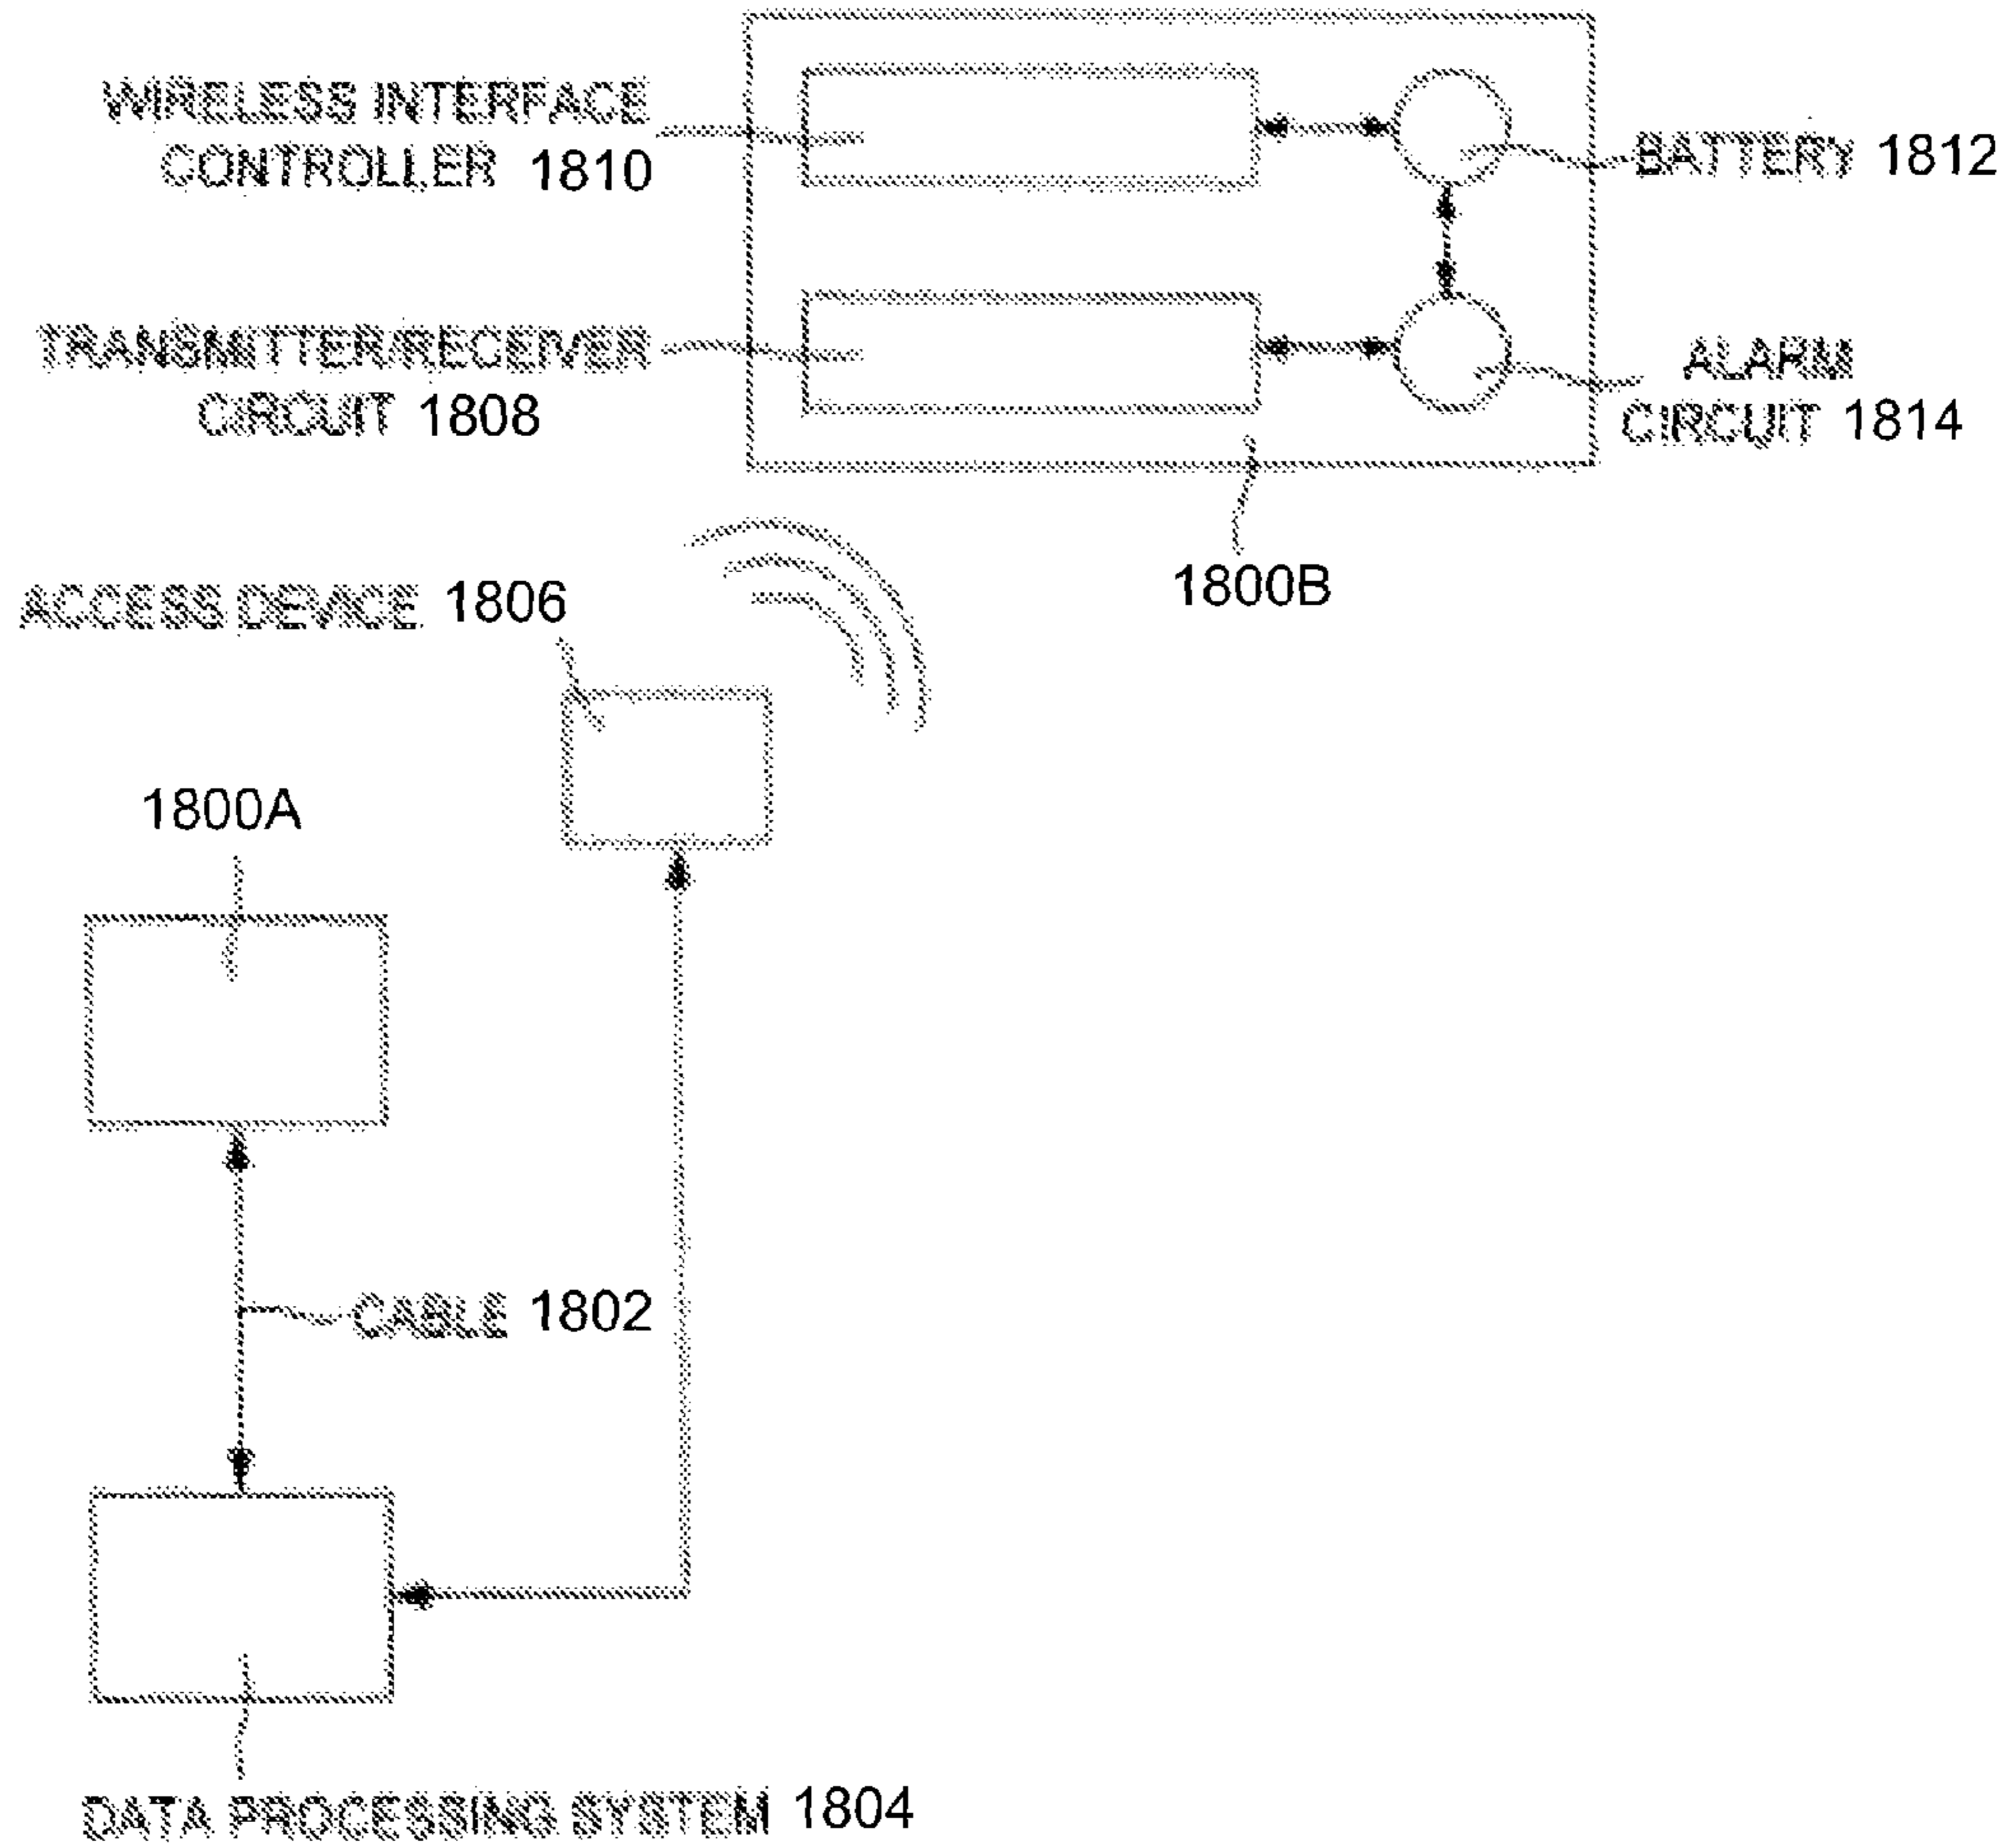 WIRELESS INTERFACE
CONTROLLER 1810
BATTERY 1812
TRANSMITTER/RECEIVER
CIRCUIT 1808
ALARM
CIRCUIT 1814
1800B
ACCESS DEVICE 1806
1800A
CABLE 1802
DATA PROCESSING SYSTEM 1804